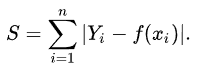 S = \sum_{i=1}^{n} |Y_i - f(x_i)|.